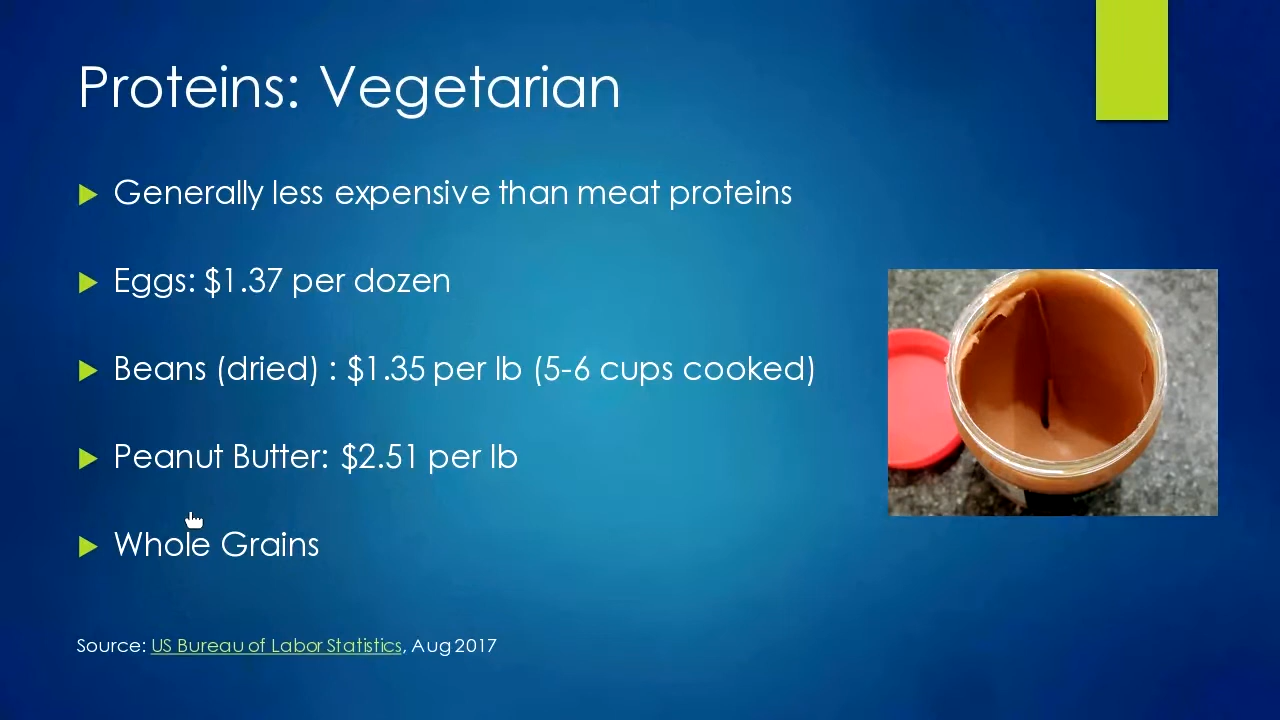 Proteins: Vegetarian
Generally less expensive than meat proteins
Eggs: $1.37 per dozen
Beans (dried) : $1.35 per lb (5-6 cups cooked)
Peanut Butter: $2.51 per lb
Whole Grains
Source: US Bureau of Labor Statistics, Aug 2017